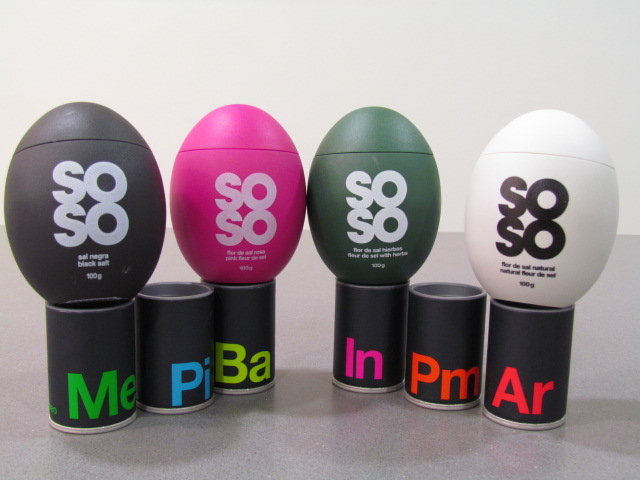 SO
SO
sal negra
black salt
100g
SO
SO
flor de sal rosa
pink fleur de sel
100g
SO
SO
flor de sal hierbas
fleur de sel with herbs
100g
SO
SO
flor de sal natural
natural fleur de sel
100g
Me
Pi
Ba
In
Pm
Ar